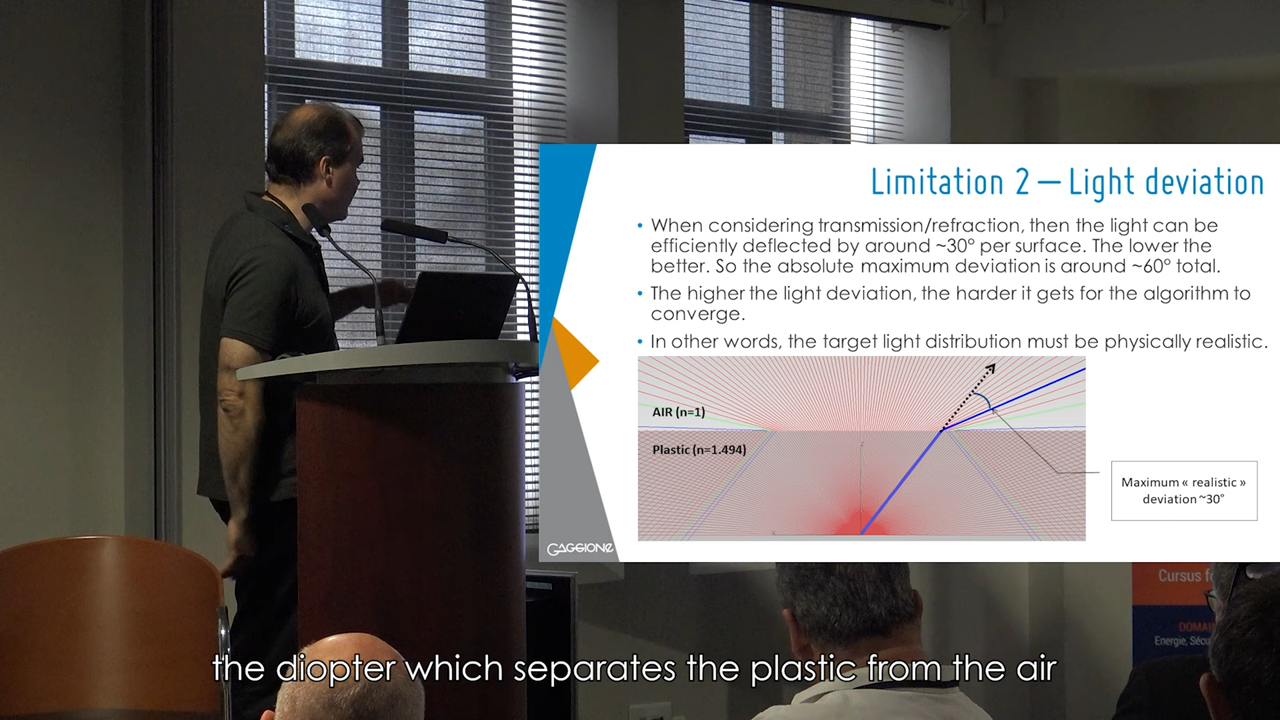 Limitation 2 – Light deviation
• When considering transmission/refraction, then the light can be
efficiently deflected by around ~30° per surface. The lower the
better. So the absolute maximum deviation is around ~60° total.
• The higher the light deviation, the harder it gets for the algorithm to
converge.
• In other words, the target light distribution must be physically realistic.
AIR (n=1)
Plastic (n=1.494)
Maximum « realistic »
deviation ~30°
GAGGIONE
Cursus
DOMAI
Energie, Sécu
the diopter which separates the plastic from the air